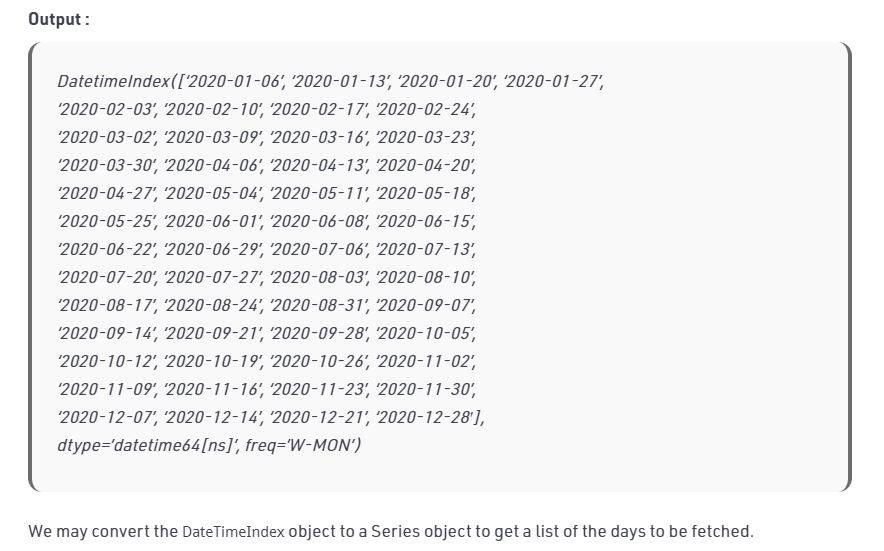 Output :
DatetimeIndex([‘2020-01-06’, ‘2020-01-13’, ‘2020-01-20’, ‘2020-01-27’,
‘2020-02-03’, ‘2020-02-10’, ‘2020-02-17’, ‘2020-02-24’,
‘2020-03-02’, ‘2020-03-09’, ‘2020-03-16’, ‘2020-03-23’,
‘2020-03-30’, ‘2020-04-06’, ‘2020-04-13’, ‘2020-04-20’,
‘2020-04-27’, ‘2020-05-04’, ‘2020-05-11’, ‘2020-05-18’,
‘2020-05-25’, ‘2020-06-01’, ‘2020-06-08’, ‘2020-06-15’,
‘2020-06-22’, ‘2020-06-29’, ‘2020-07-06’, ‘2020-07-13’,
‘2020-07-20’, ‘2020-07-27’, ‘2020-08-03’, ‘2020-08-10’,
‘2020-08-17’, ‘2020-08-24’, ‘2020-08-31’, ‘2020-09-07’,
‘2020-09-14’, ‘2020-09-21’, ‘2020-09-28’, ‘2020-10-05’,
‘2020-10-12’, ‘2020-10-19’, ‘2020-10-26’, ‘2020-11-02’,
‘2020-11-09’, ‘2020-11-16’, ‘2020-11-23’, ‘2020-11-30’,
‘2020-12-07’, ‘2020-12-14’, ‘2020-12-21’, ‘2020-12-28′],
dtype=’datetime64[ns]’, freq=’W-MON’)
We may convert the DateTimeIndex object to a Series object to get a list of the days to be fetched.